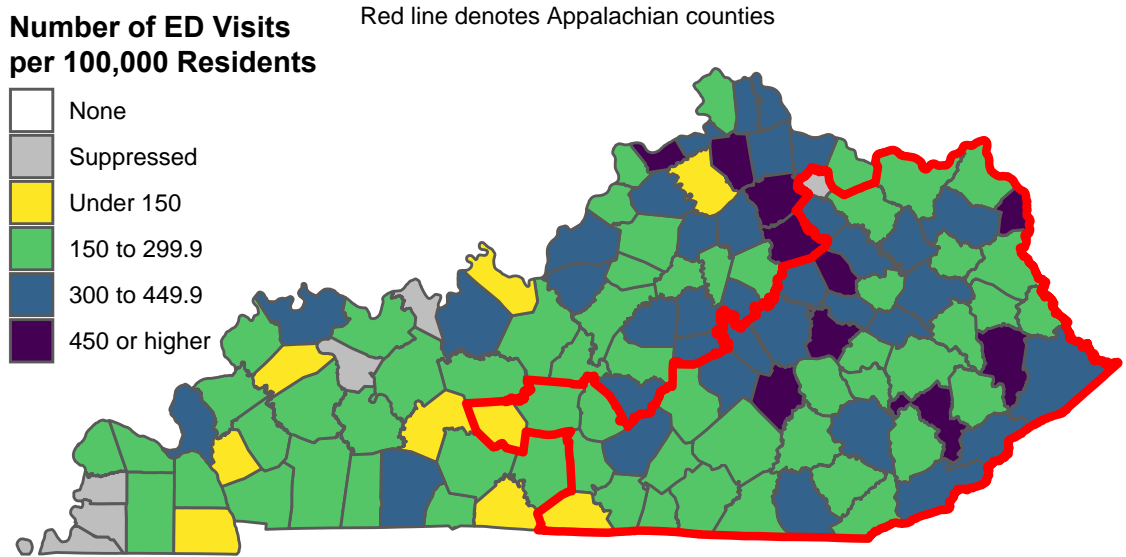 Red line denotes Appalachian counties
Number of ED Visits
per 100,000 Residents
None
Suppressed
Under 150
150 to 299.9
300 to 449.9
450 or higher